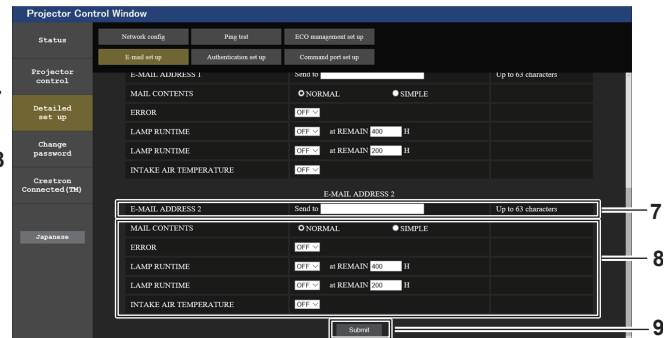 Projector Control Window
Status
Network config Ping test ECO management set up
E-mail set up Authentication set up Command port set up
Projector control
Detailed set up
Change password
Crestron Connected(TM)
Japanese
E-MAIL ADDRESS 1 Send to Up to 63 characters
MAIL CONTENTS NORMAL SIMPLE
ERROR OFF
LAMP RUNTIME OFF at REMAIN 400 H
LAMP RUNTIME OFF at REMAIN 200 H
INTAKE AIR TEMPERATURE OFF
E-MAIL ADDRESS 2
E-MAIL ADDRESS 2 Send to Up to 63 characters 7
MAIL CONTENTS NORMAL SIMPLE
ERROR OFF
8
LAMP RUNTIME OFF at REMAIN 400 H
LAMP RUNTIME OFF at REMAIN 200 H
INTAKE AIR TEMPERATURE OFF
Submit 9